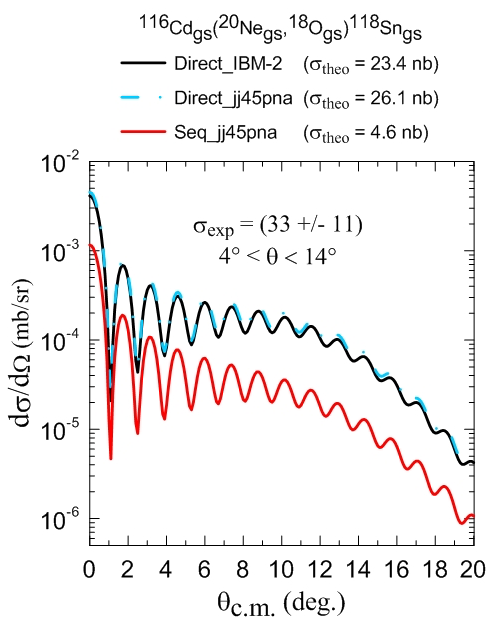 ¹¹⁶Cdgs(²⁰Negs,¹⁸Ogs)¹¹⁸Sngs
Direct_IBM-2 (σtheo = 23.4 nb)
Direct_jj45pna (σtheo = 26.1 nb)
Seq_jj45pna (σtheo = 4.6 nb)
σexp = (33 +/- 11)
4° < θ < 14°
dσ/dΩ (mb/sr)
10⁻²
10⁻³
10⁻⁴
10⁻⁵
10⁻⁶
0 2 4 6 8 10 12 14 16 18 20
θc.m. (deg.)